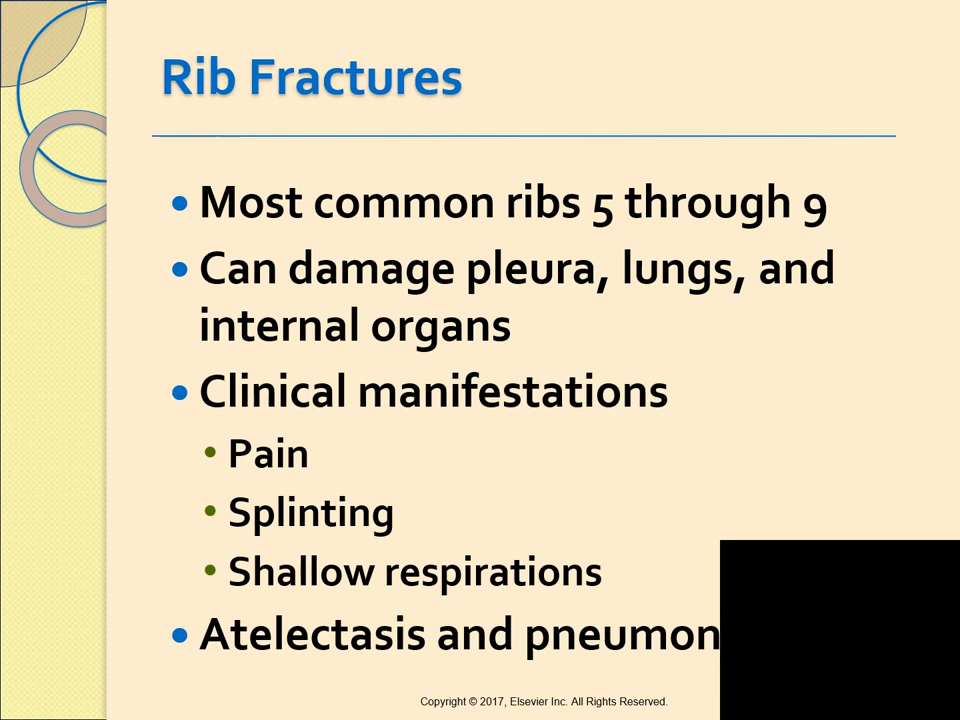 Rib Fractures
• Most common ribs 5 through 9
• Can damage pleura, lungs, and
internal organs
• Clinical manifestations
• Pain
• Splinting
• Shallow respirations
• Atelectasis and
Copyright © 2017, Elsevier Inc. All Rights Reserved.